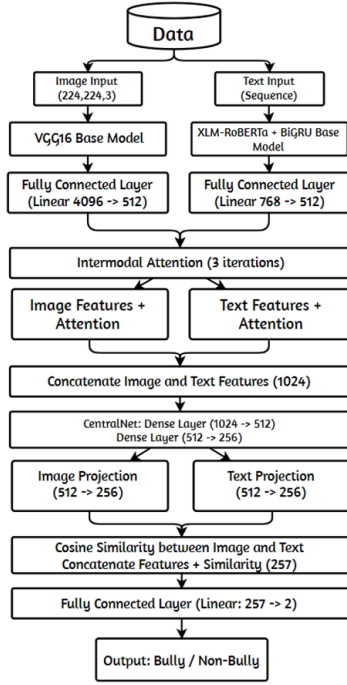 Data
Image Input
(224,224,3)
Text Input
(Sequence)
VGG16 Base Model
XLM-RoBERTa + BiGRU Base
Model
Fully Connected Layer
(Linear 4096 -> 512)
Fully Connected Layer
(Linear 768 -> 512)
Intermodal Attention (3 iterations)
Image Features +
Attention
Text Features +
Attention
Concatenate Image and Text Features (1024)
CentralNet: Dense Layer (1024 -> 512)
Dense Layer (512 -> 256)
Image Projection
(512 -> 256)
Text Projection
(512 -> 256)
Cosine Similarity between Image and Text
Concatenate Features + Similarity (257)
Fully Connected Layer (Linear: 257 -> 2)
Output: Bully / Non-Bully